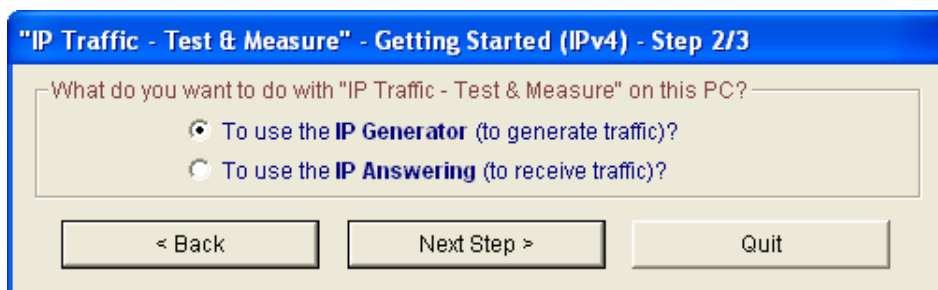 "IP Traffic - Test & Measure" - Getting Started (IPv4) - Step 2/3
What do you want to do with "IP Traffic - Test & Measure" on this PC?
To use the IP Generator (to generate traffic)?
To use the IP Answering (to receive traffic)?
< Back Next Step > Quit